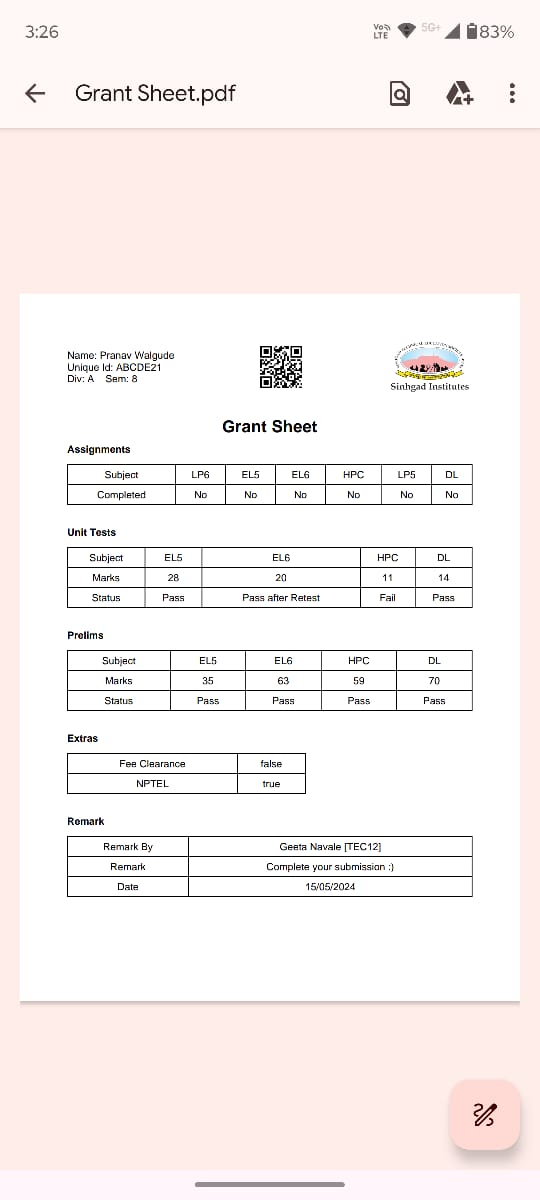 3:26
Vo))
LTE
5G+
83%
Grant Sheet.pdf
Name: Pranav Walgude
Unique Id: ABCDE21
Div: A Sem: 8
Sinhgad Institutes
Grant Sheet
Assignments
Subject LP6 EL5 EL6 HPC LP5 DL
Completed No No No No No No
Unit Tests
Subject EL5 EL6 HPC DL
Marks 28 20 11 14
Status Pass Pass after Retest Fail Pass
Prelims
Subject EL5 EL6 HPC DL
Marks 35 63 59 70
Status Pass Pass Pass Pass
Extras
Fee Clearance false
NPTEL true
Remark
Remark By Geeta Navale [TEC12]
Remark Complete your submission :)
Date 15/05/2024